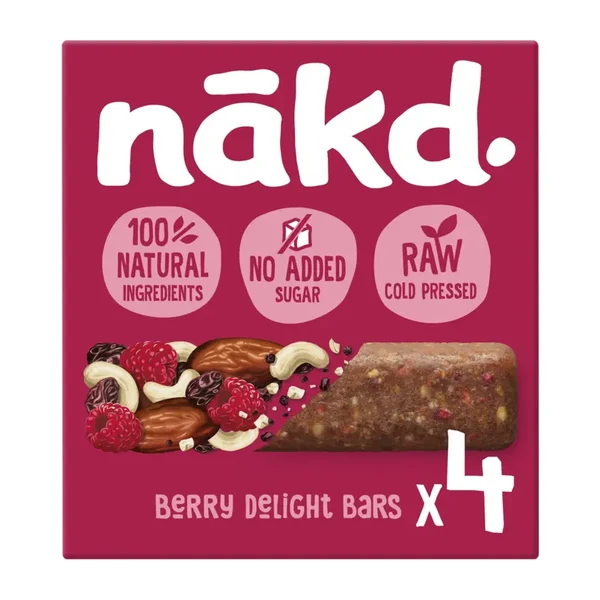 nākd.
100%
NATURAL
INGREDIENTS
NO ADDED
SUGAR
RAW
COLD PRESSED
BERRY DELIGHT BARS x4